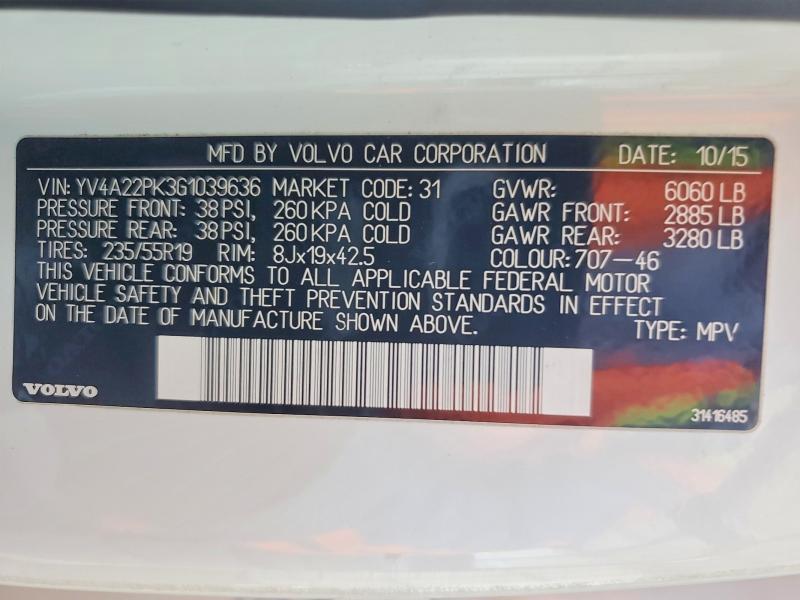 MFD BY VOLVO CAR CORPORATION DATE: 10/15
VIN: YV4A22PK3G1039636 MARKET CODE: 31 GVWR: 6060 LB
PRESSURE FRONT: 38 PSI, 260 KPA COLD GAWR FRONT: 2885 LB
PRESSURE REAR: 38 PSI, 260 KPA COLD GAWR REAR: 3280 LB
TIRES: 235/55R19 RIM: 8Jx19x42.5 COLOUR: 707-46
THIS VEHICLE CONFORMS TO ALL APPLICABLE FEDERAL MOTOR
VEHICLE SAFETY AND THEFT PREVENTION STANDARDS IN EFFECT
ON THE DATE OF MANUFACTURE SHOWN ABOVE. TYPE: MPV
VOLVO
31416485